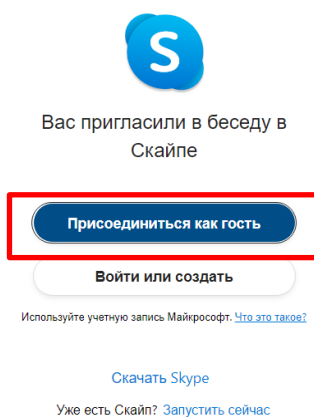 S
Вас пригласили в беседу в
Скайпе
Присоединиться как гость
Войти или создать
Используйте учетную запись Майкрософт. Что это такое?
Скачать Skype
Уже есть Скайп? Запустить сейчас